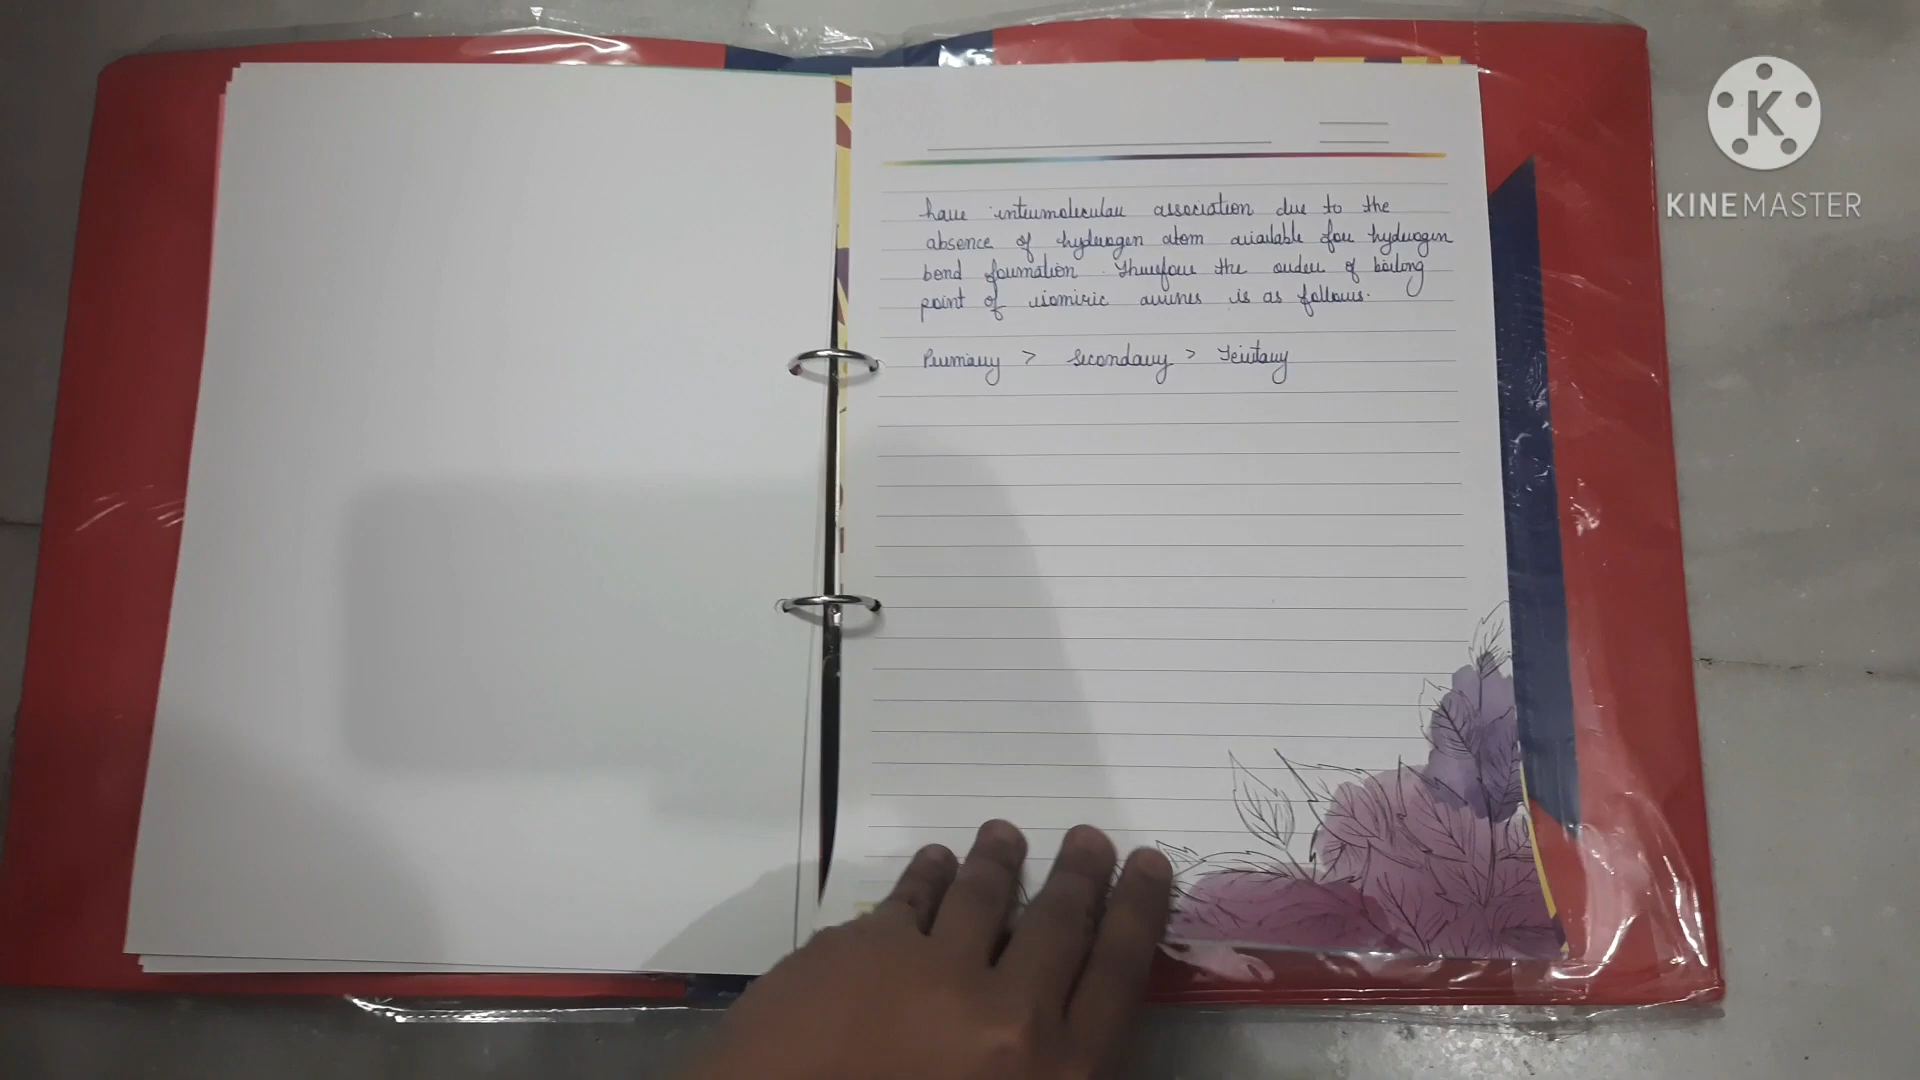 have intermolecular association due to the
absence of hydrogen atom available for hydrogen
bond formation. Therefore the order of boiling
point of isomeric amines is as follows.
Primary > Secondary > Tertiary
K
KINEMASTER